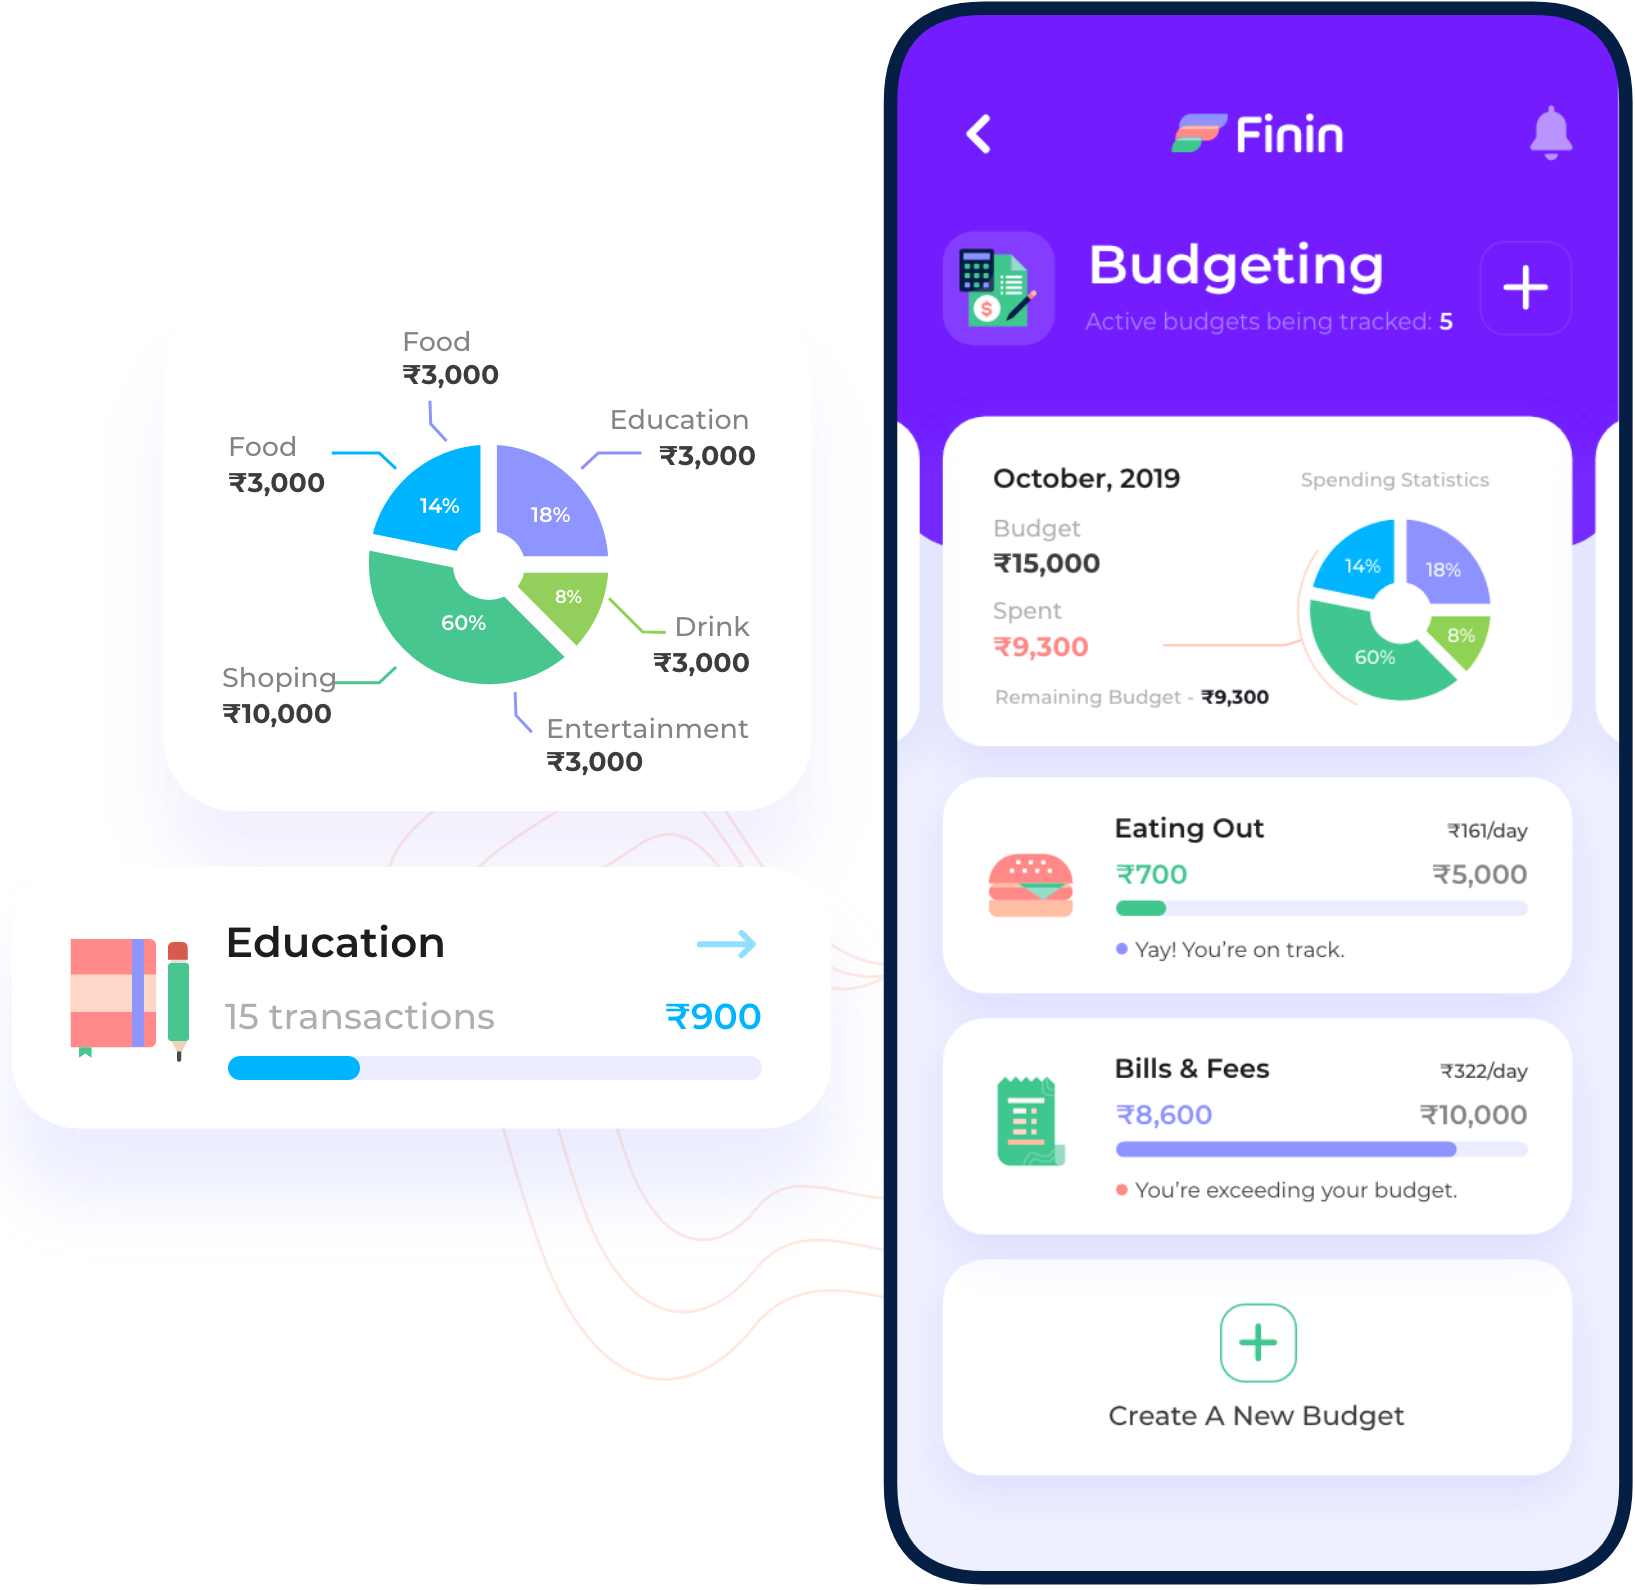 Food
₹3,000
Education
₹3,000
Food
₹3,000
14%
18%
8%
60%
Drink
₹3,000
Shoping
₹10,000
Entertainment
₹3,000
Education
15 transactions
₹900
Finin
Budgeting
Active budgets being tracked: 5
$
October, 2019
Spending Statistics
Budget
₹15,000
Spent
₹9,300
Remaining Budget - ₹9,300
14%
18%
8%
60%
Eating Out
₹161/day
₹700
₹5,000
Yay! You’re on track.
Bills & Fees
₹322/day
₹8,600
₹10,000
You’re exceeding your budget.
Create A New Budget